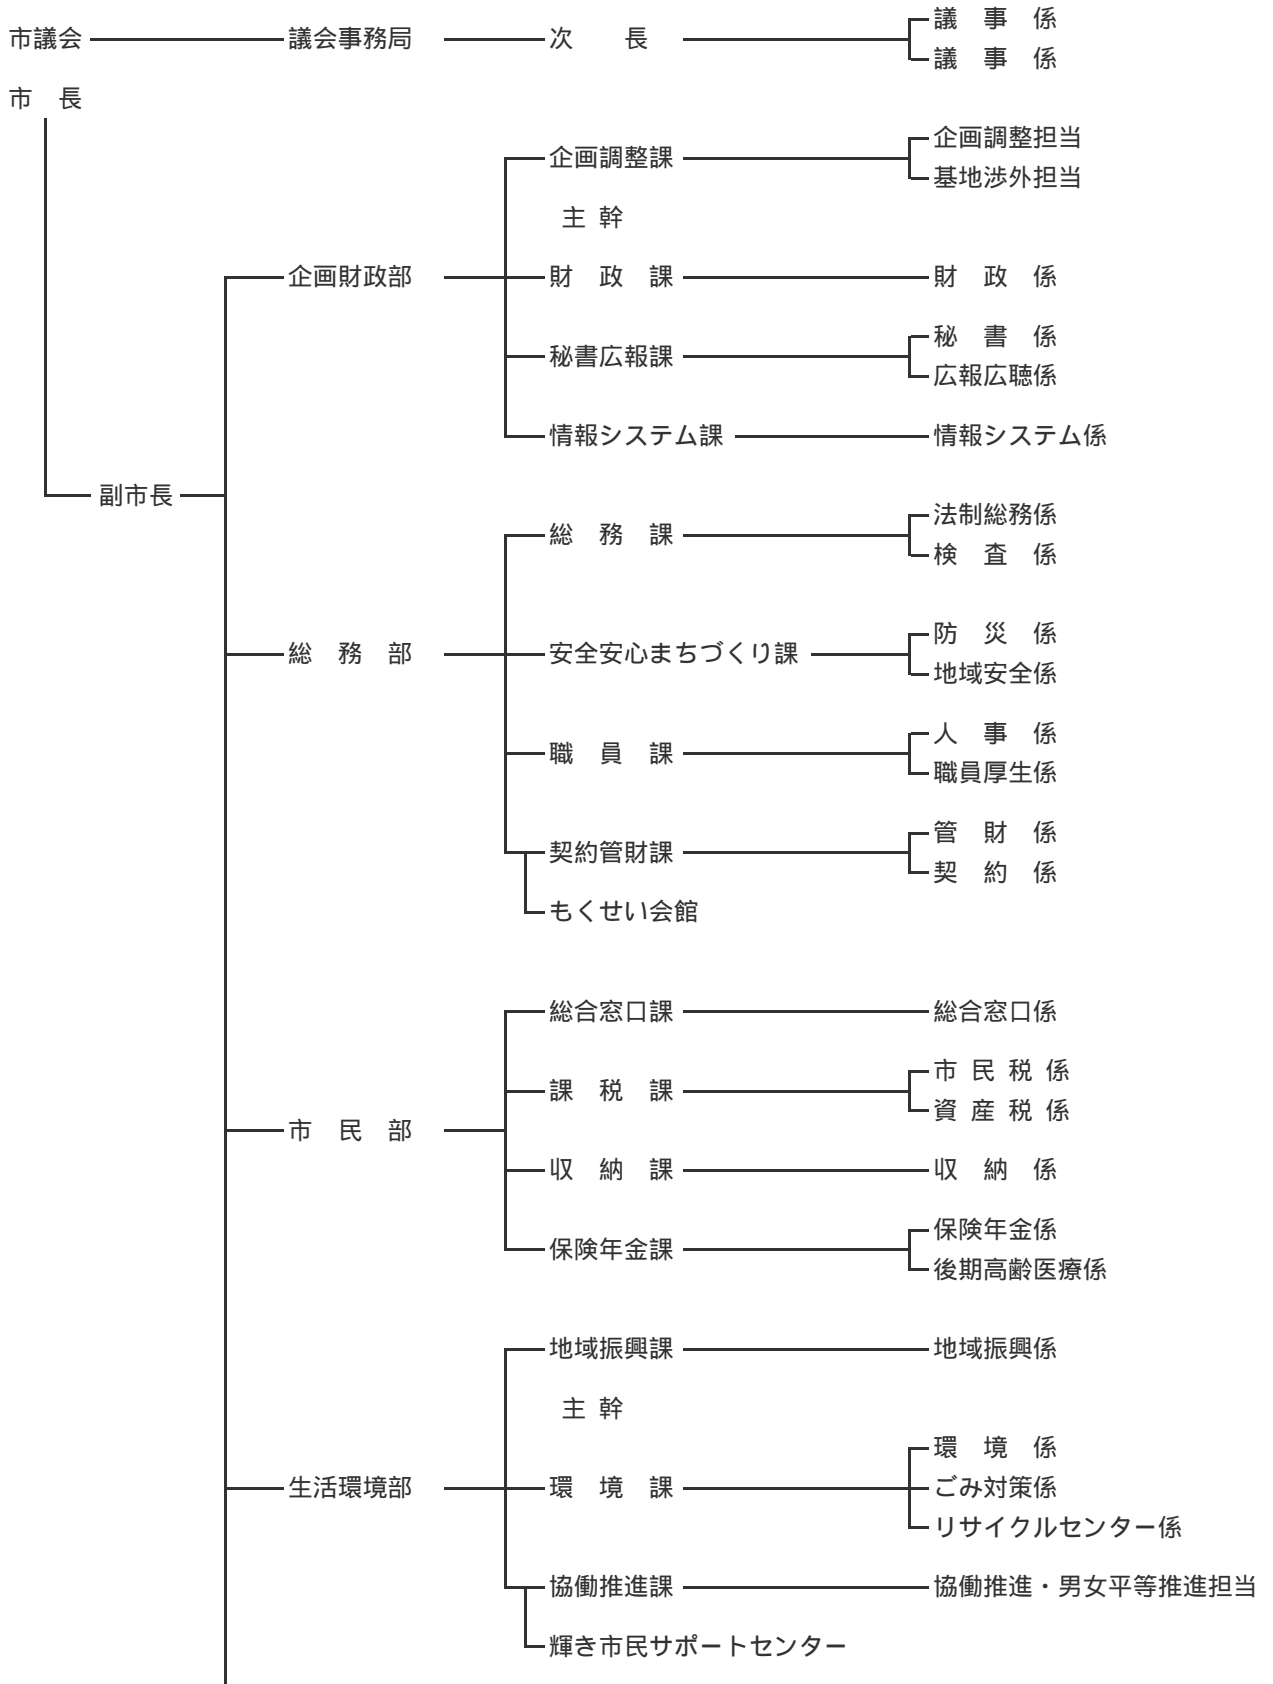 議　事　係
市議会 議会事務局 次　　長
議　事　係
市　長
企画調整担当
企画調整課
基地渉外担当
主 幹
企画財政部 財　政　課 財　政　係
秘　書　係
秘書広報課
広報広聴係
情報システム課 情報システム係
副市長
法制総務係
総　務　課
検　査　係
防　災　係
総　務　部 安全安心まちづくり課
地域安全係
人　事　係
職　員　課
職員厚生係
管　財　係
契約管財課
契　約　係
もくせい会館
総合窓口課 総合窓口係
市 民 税 係
課　税　課
資 産 税 係
市　民　部
収　納　課 収　納　係
保険年金係
保険年金課
後期高齢医療係
地域振興課 地域振興係
主 幹
環　境　係
生活環境部 環　境　課 ごみ対策係
リサイクルセンター係
協働推進課 協働推進・男女平等推進担当
輝き市民サポートセンター